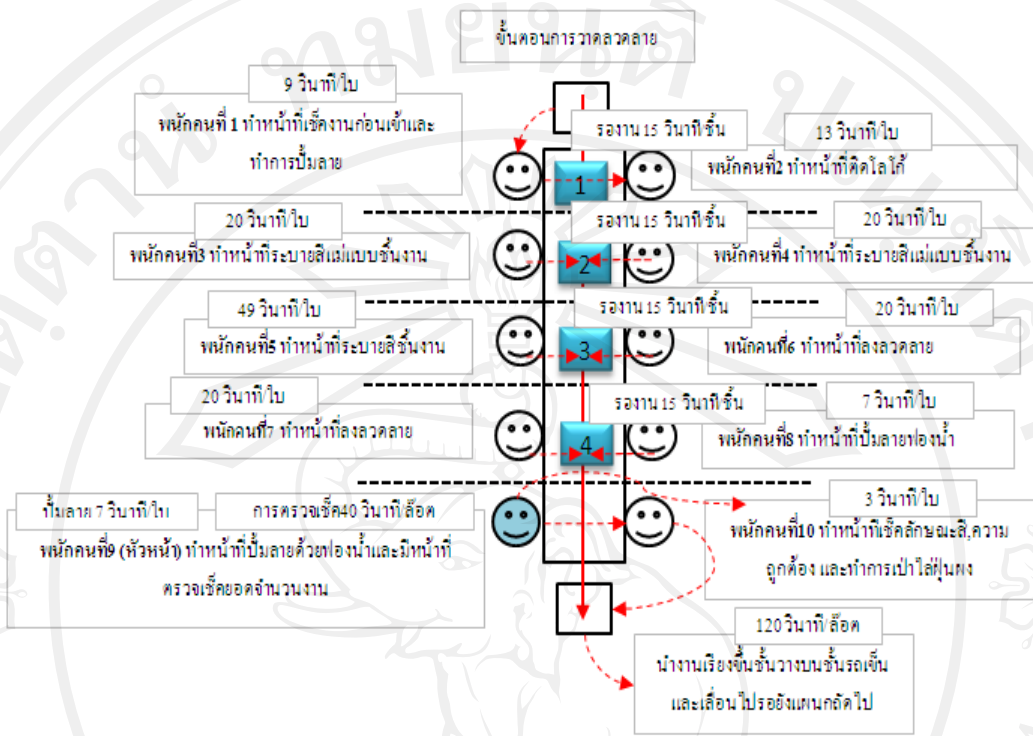 ขั้นตอนการวาดลวดลาย
9 วินาที/ใบ
พนักคนที่ 1 ทำหน้าที่เช็คงานก่อนเข้าและ
ทำการปั้มลาย
รองาน 15 วินาที/ชิ้น
13 วินาที/ใบ
พนักคนที่2 ทำหน้าที่ติดโลโก้
1
20 วินาที/ใบ
พนักคนที่3 ทำหน้าที่ระบายสีแม่แบบชิ้นงาน
รองาน 15 วินาที/ชิ้น
20 วินาที/ใบ
พนักคนที่4 ทำหน้าที่ระบายสีแม่แบบชิ้นงาน
2
49 วินาที/ใบ
พนักคนที่5 ทำหน้าที่ระบายสีชิ้นงาน
รองาน 15 วินาที/ชิ้น
20 วินาที/ใบ
พนักคนที่6 ทำหน้าที่ลงลวดลาย
3
20 วินาที/ใบ
พนักคนที่7 ทำหน้าที่ลงลวดลาย
รองาน 15 วินาที/ชิ้น
7 วินาที/ใบ
พนักคนที่8 ทำหน้าที่ปั้มลายฟองน้ำ
4
ปั้มลาย 7 วินาที/ใบ
การตรวจเช็ค40 วินาที/ล๊อต
พนักคนที่9 (หัวหน้า) ทำหน้าที่ปั้มลายด้วยฟองน้ำและมีหน้าที่
ตรวจเช็คยอดจำนวนงาน
3 วินาที/ใบ
พนักคนที่10 ทำหน้าที่เช็คลักษณะสี,ความ
ถูกต้อง และทำการเป่าไล่ฝุ่นผง
120 วินาที/ล๊อต
นำงานเรียงขึ้นชั้นวางบนชั้นรถเข็น
และเลื่อนไปรอยังแผนกถัดไป